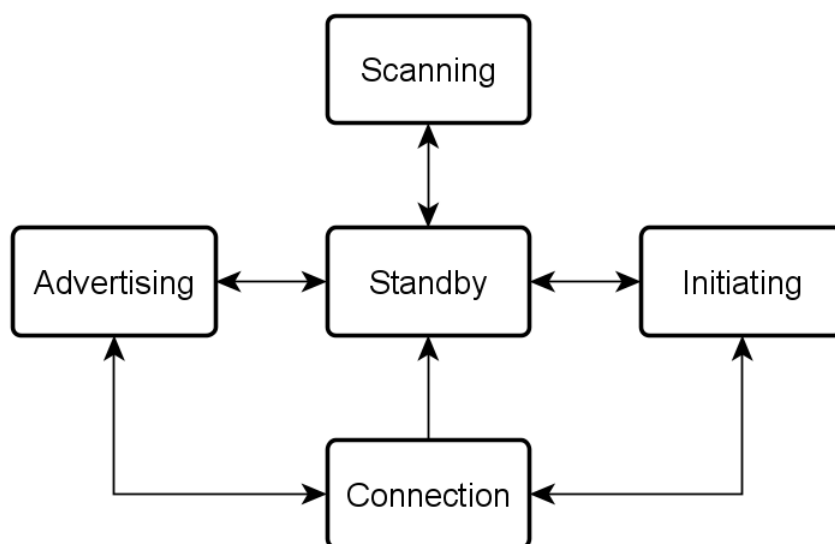 Scanning
Advertising
Standby
Initiating
Connection